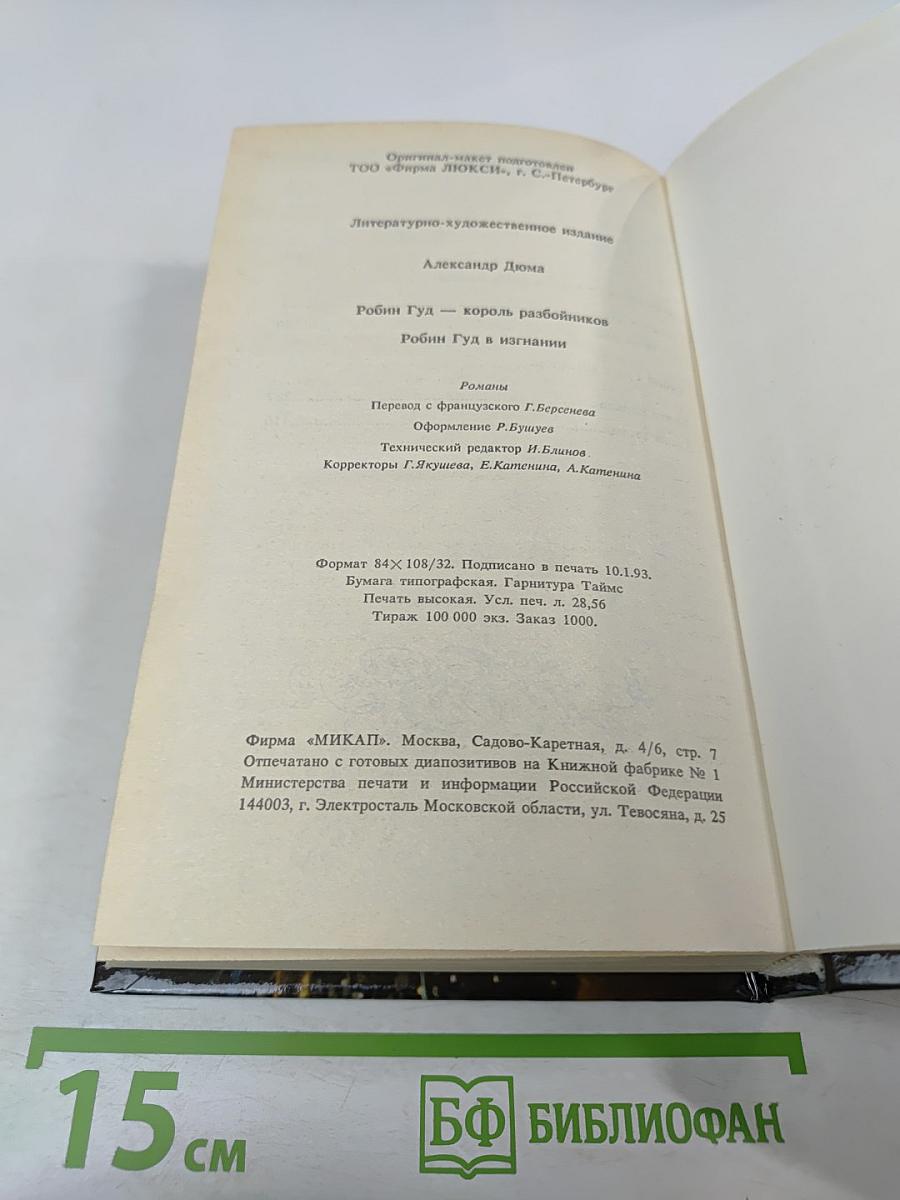 Оригинал-макет подготовлен
ТОО «Фирма ЛЮКСИ», г. С.-Петербург
Литературно-художественное издание
Александр Дюма
Робин Гуд — король разбойников
Робин Гуд в изгнании
Романы
Перевод с французского Г.Берсенева
Оформление Р.Бушуев
Технический редактор И.Блинов.
Корректоры Г.Якушева, Е.Катенина, А.Катенина
Формат 84×108/32. Подписано в печать 10.1.93.
Бумага типографская. Гарнитура Таймс
Печать высокая. Усл. печ. л. 28,56
Тираж 100 000 экз. Заказ 1000.
Фирма «МИКАП». Москва, Садово-Каретная, д. 4/6, стр. 7
Отпечатано с готовых диапозитивов на Книжной фабрике № 1
Министерства печати и информации Российской Федерации
144003, г. Электросталь Московской области, ул. Тевосяна, д. 25
15 см
БФ БИБЛИОФАН